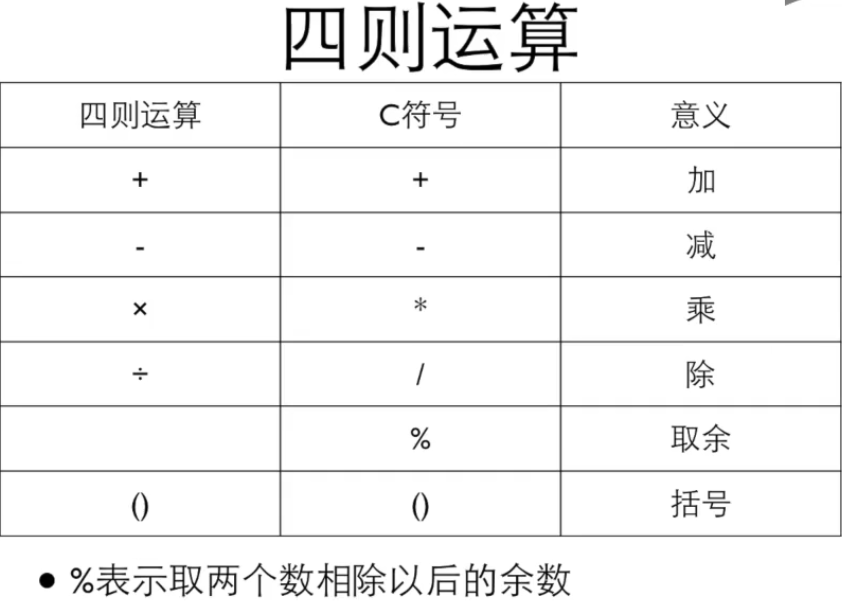 四则运算
四则运算 C符号 意义
+ + 加
- - 减
× * 乘
÷ / 除
% 取余
() () 括号
● %表示取两个数相除以后的余数